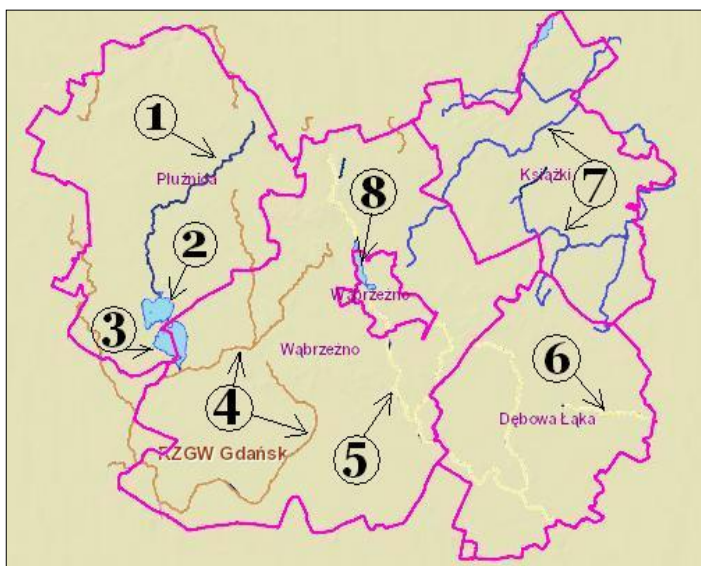 1
Płużnica
Książki
7
8
2
Wąbrzeźno
3
Wąbrzeźno
6
4
Dębowa Łąka
RZGW Gdańsk
5